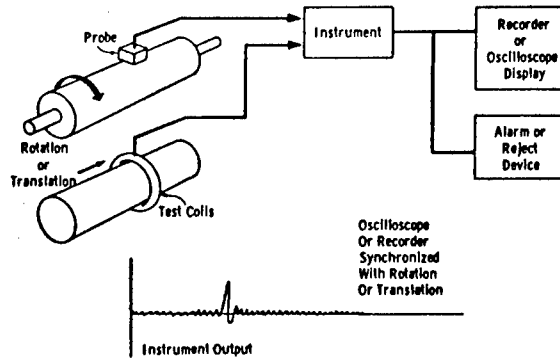 Probe
Instrument
Recorder
or
Oscilloscope
Display
Rotation
or
Translation
Test Coils
Alarm or
Reject
Device
Oscilloscope
Or Recorder
Synchronized
With Rotation
Or Translation
Instrument Output